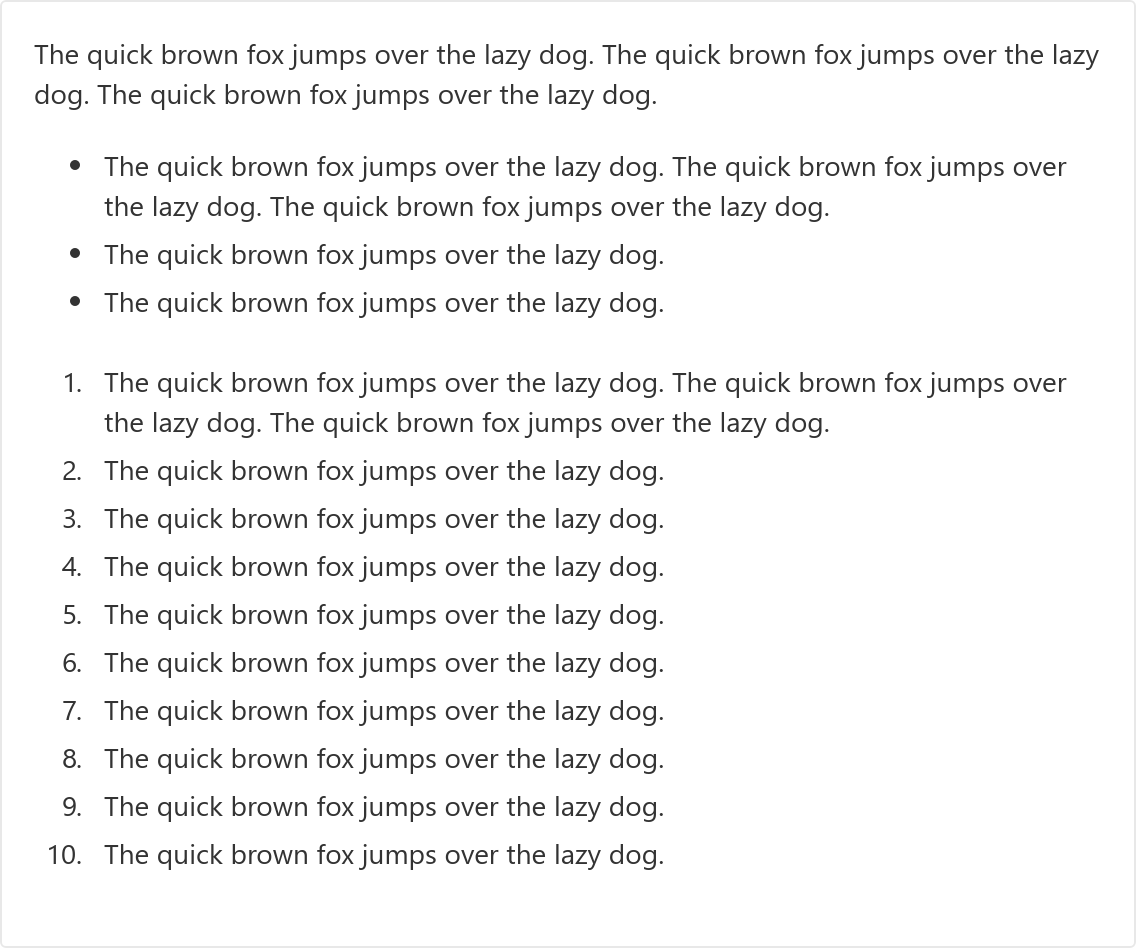 The quick brown fox jumps over the lazy dog. The quick brown fox jumps over the lazy
dog. The quick brown fox jumps over the lazy dog.
• The quick brown fox jumps over the lazy dog. The quick brown fox jumps over
the lazy dog. The quick brown fox jumps over the lazy dog.
• The quick brown fox jumps over the lazy dog.
• The quick brown fox jumps over the lazy dog.
1. The quick brown fox jumps over the lazy dog. The quick brown fox jumps over
the lazy dog. The quick brown fox jumps over the lazy dog.
2. The quick brown fox jumps over the lazy dog.
3. The quick brown fox jumps over the lazy dog.
4. The quick brown fox jumps over the lazy dog.
5. The quick brown fox jumps over the lazy dog.
6. The quick brown fox jumps over the lazy dog.
7. The quick brown fox jumps over the lazy dog.
8. The quick brown fox jumps over the lazy dog.
9. The quick brown fox jumps over the lazy dog.
10. The quick brown fox jumps over the lazy dog.